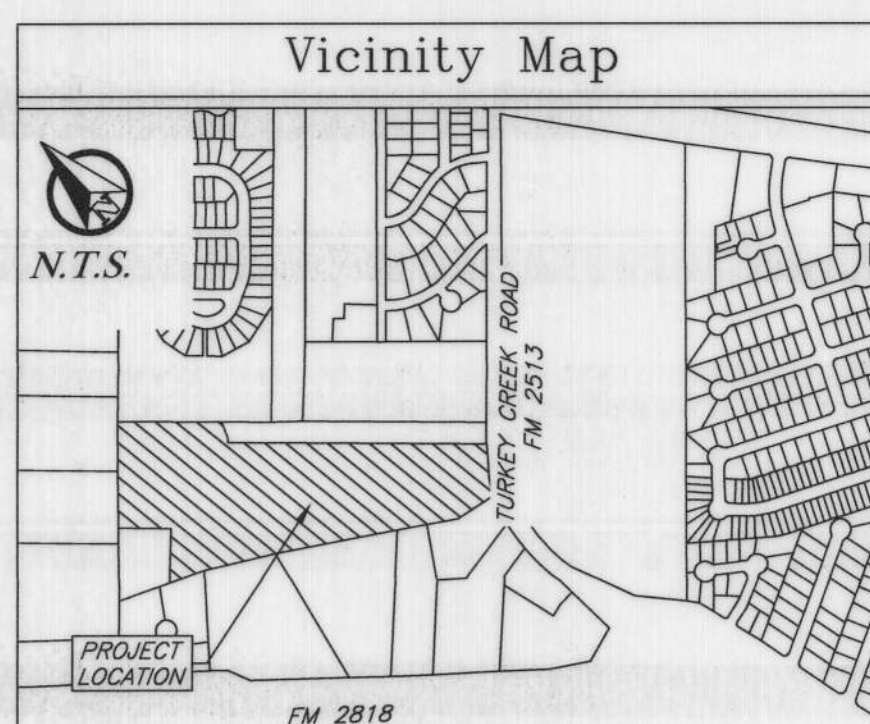 Vicinity Map
N
N.T.S.
TURKEY CREEK ROAD
FM 2513
PROJECT
LOCATION
FM 2818